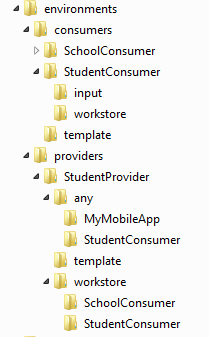 environments
consumers
SchoolConsumer
StudentConsumer
input
workstore
template
providers
StudentProvider
any
MyMobileApp
StudentConsumer
template
workstore
SchoolConsumer
StudentConsumer